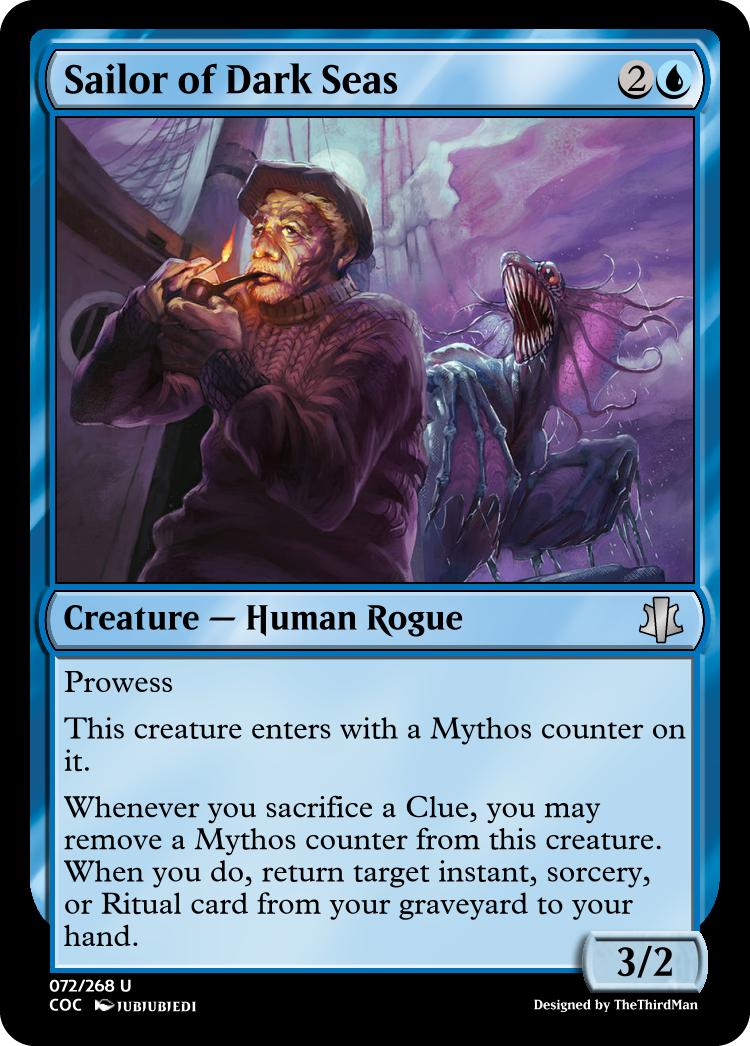 Sailor of Dark Seas 2
Creature — Human Rogue
Prowess
This creature enters with a Mythos counter on
it.
Whenever you sacrifice a Clue, you may
remove a Mythos counter from this creature.
When you do, return target instant, sorcery,
or Ritual card from your graveyard to your
hand.
3/2
072/268 U
COC JUBJUBJEDI
Designed by TheThirdMan